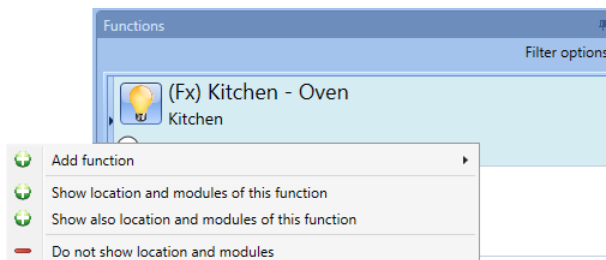 Functions
Filter options
(Fx) Kitchen - Oven
Kitchen
Add function
Show location and modules of this function
Show also location and modules of this function
Do not show location and modules